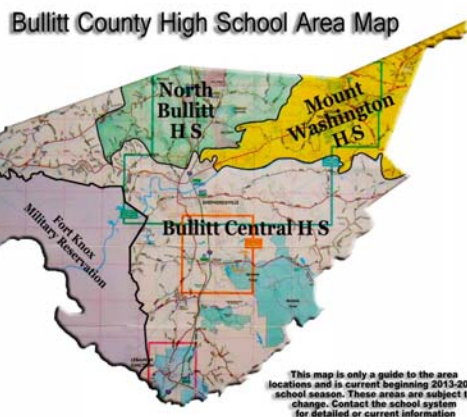 Bullitt County High School Area Map
North
Bullitt
H S
Mount
Washington
H S
Bullitt Central H S
Fort Knox
Military Reservation
This map is only a guide to the area
locations and is current beginning 2013-20
school season. These areas are subject t
change. Contact the school system
for detailed or current information